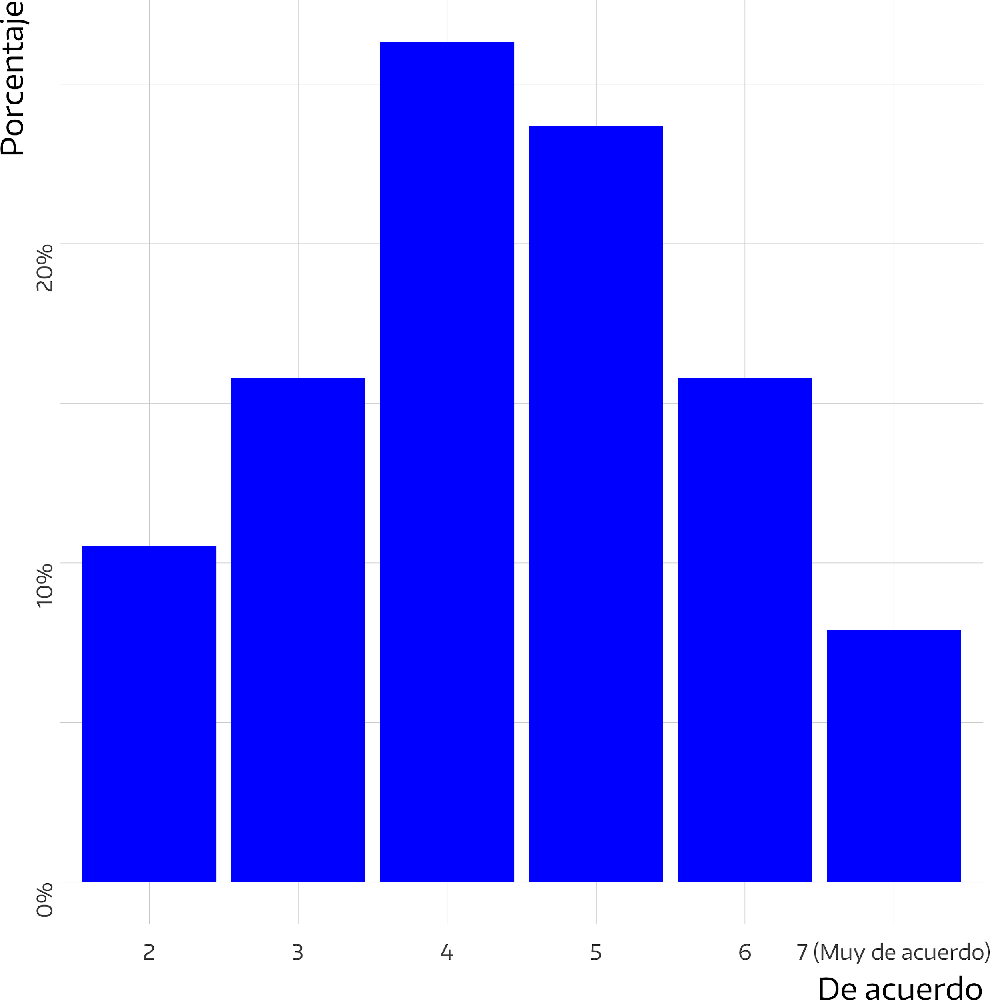 Porcentaje
20%
10%
0%
2 3 4 5 6 7 (Muy de acuerdo)
De acuerdo